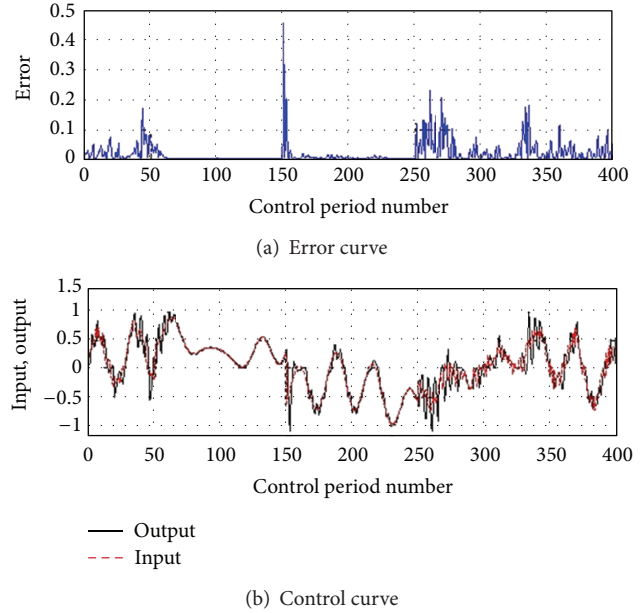 0.5
0.4
0.3
0.2
0.1
0
Error
0 50 100 150 200 250 300 350 400
Control period number
(a) Error curve
1.5
1
0.5
0
−0.5
−1
Input, output
0 50 100 150 200 250 300 350 400
Control period number
Output
Input
(b) Control curve